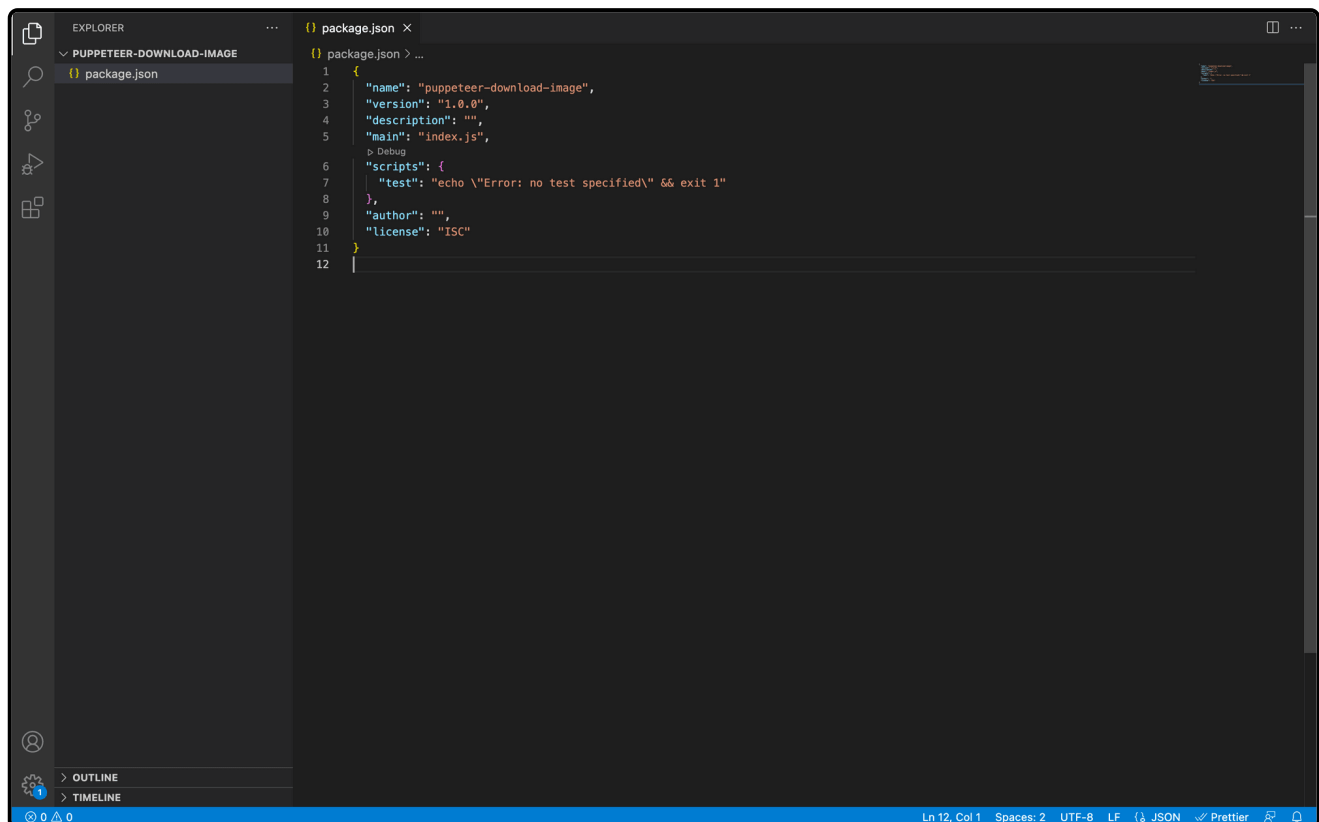 EXPLORER
PUPPETEER-DOWNLOAD-IMAGE
{} package.json
{} package.json ×
{} package.json > ...
1 {
2 "name": "puppeteer-download-image",
3 "version": "1.0.0",
4 "description": "",
5 "main": "index.js",
Debug
6 "scripts": {
7 "test": "echo \"Error: no test specified\" && exit 1"
8 },
9 "author": "",
10 "license": "ISC"
11 }
12
1
OUTLINE
TIMELINE
0 0
Ln 12, Col 1 Spaces: 2 UTF-8 LF {} JSON Prettier